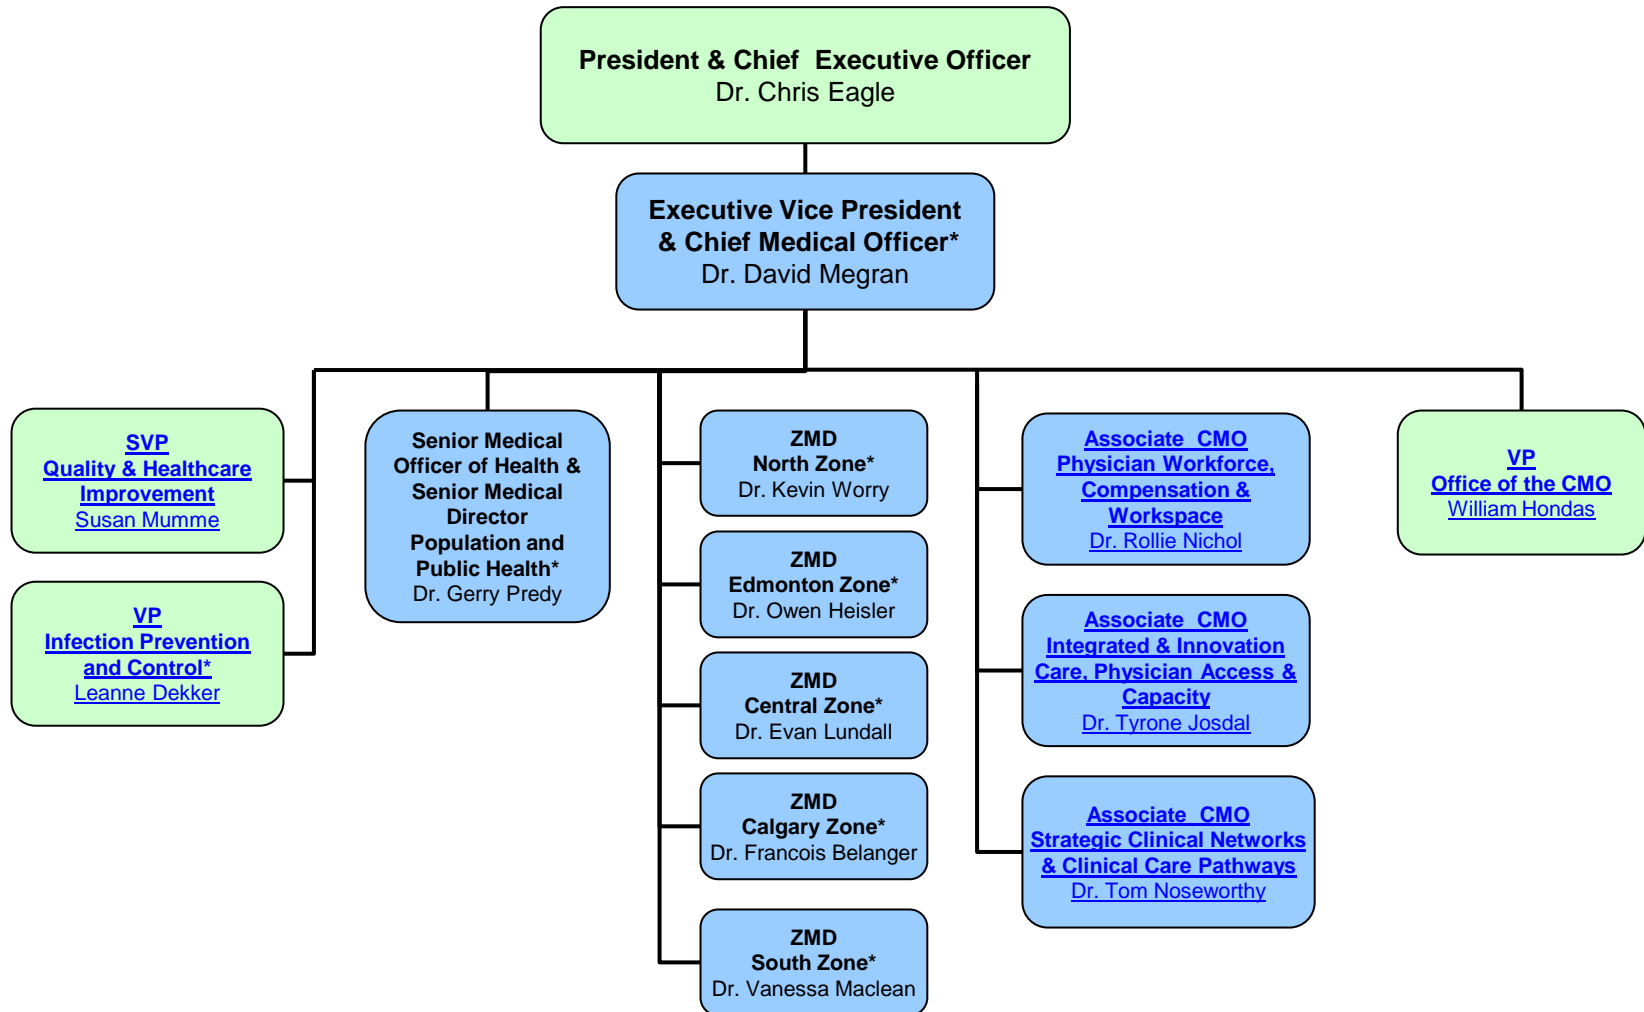 President & Chief  Executive Officer
Dr. Chris Eagle
Executive Vice President
& Chief Medical Officer*
Dr. David Megran
SVP
Quality & Healthcare
Improvement
Susan Mumme
VP
Infection Prevention
and Control*
Leanne Dekker
Senior Medical
Officer of Health &
Senior Medical
Director
Population and
Public Health*
Dr. Gerry Predy
ZMD
North Zone*
Dr. Kevin Worry
ZMD
Edmonton Zone*
Dr. Owen Heisler
ZMD
Central Zone*
Dr. Evan Lundall
ZMD
Calgary Zone*
Dr. Francois Belanger
ZMD
South Zone*
Dr. Vanessa Maclean
Associate  CMO
Physician Workforce,
Compensation &
Workspace
Dr. Rollie Nichol
Associate  CMO
Integrated & Innovation
Care, Physician Access &
Capacity
Dr. Tyrone Josdal
Associate  CMO
Strategic Clinical Networks
& Clinical Care Pathways
Dr. Tom Noseworthy
VP
Office of the CMO
William Hondas